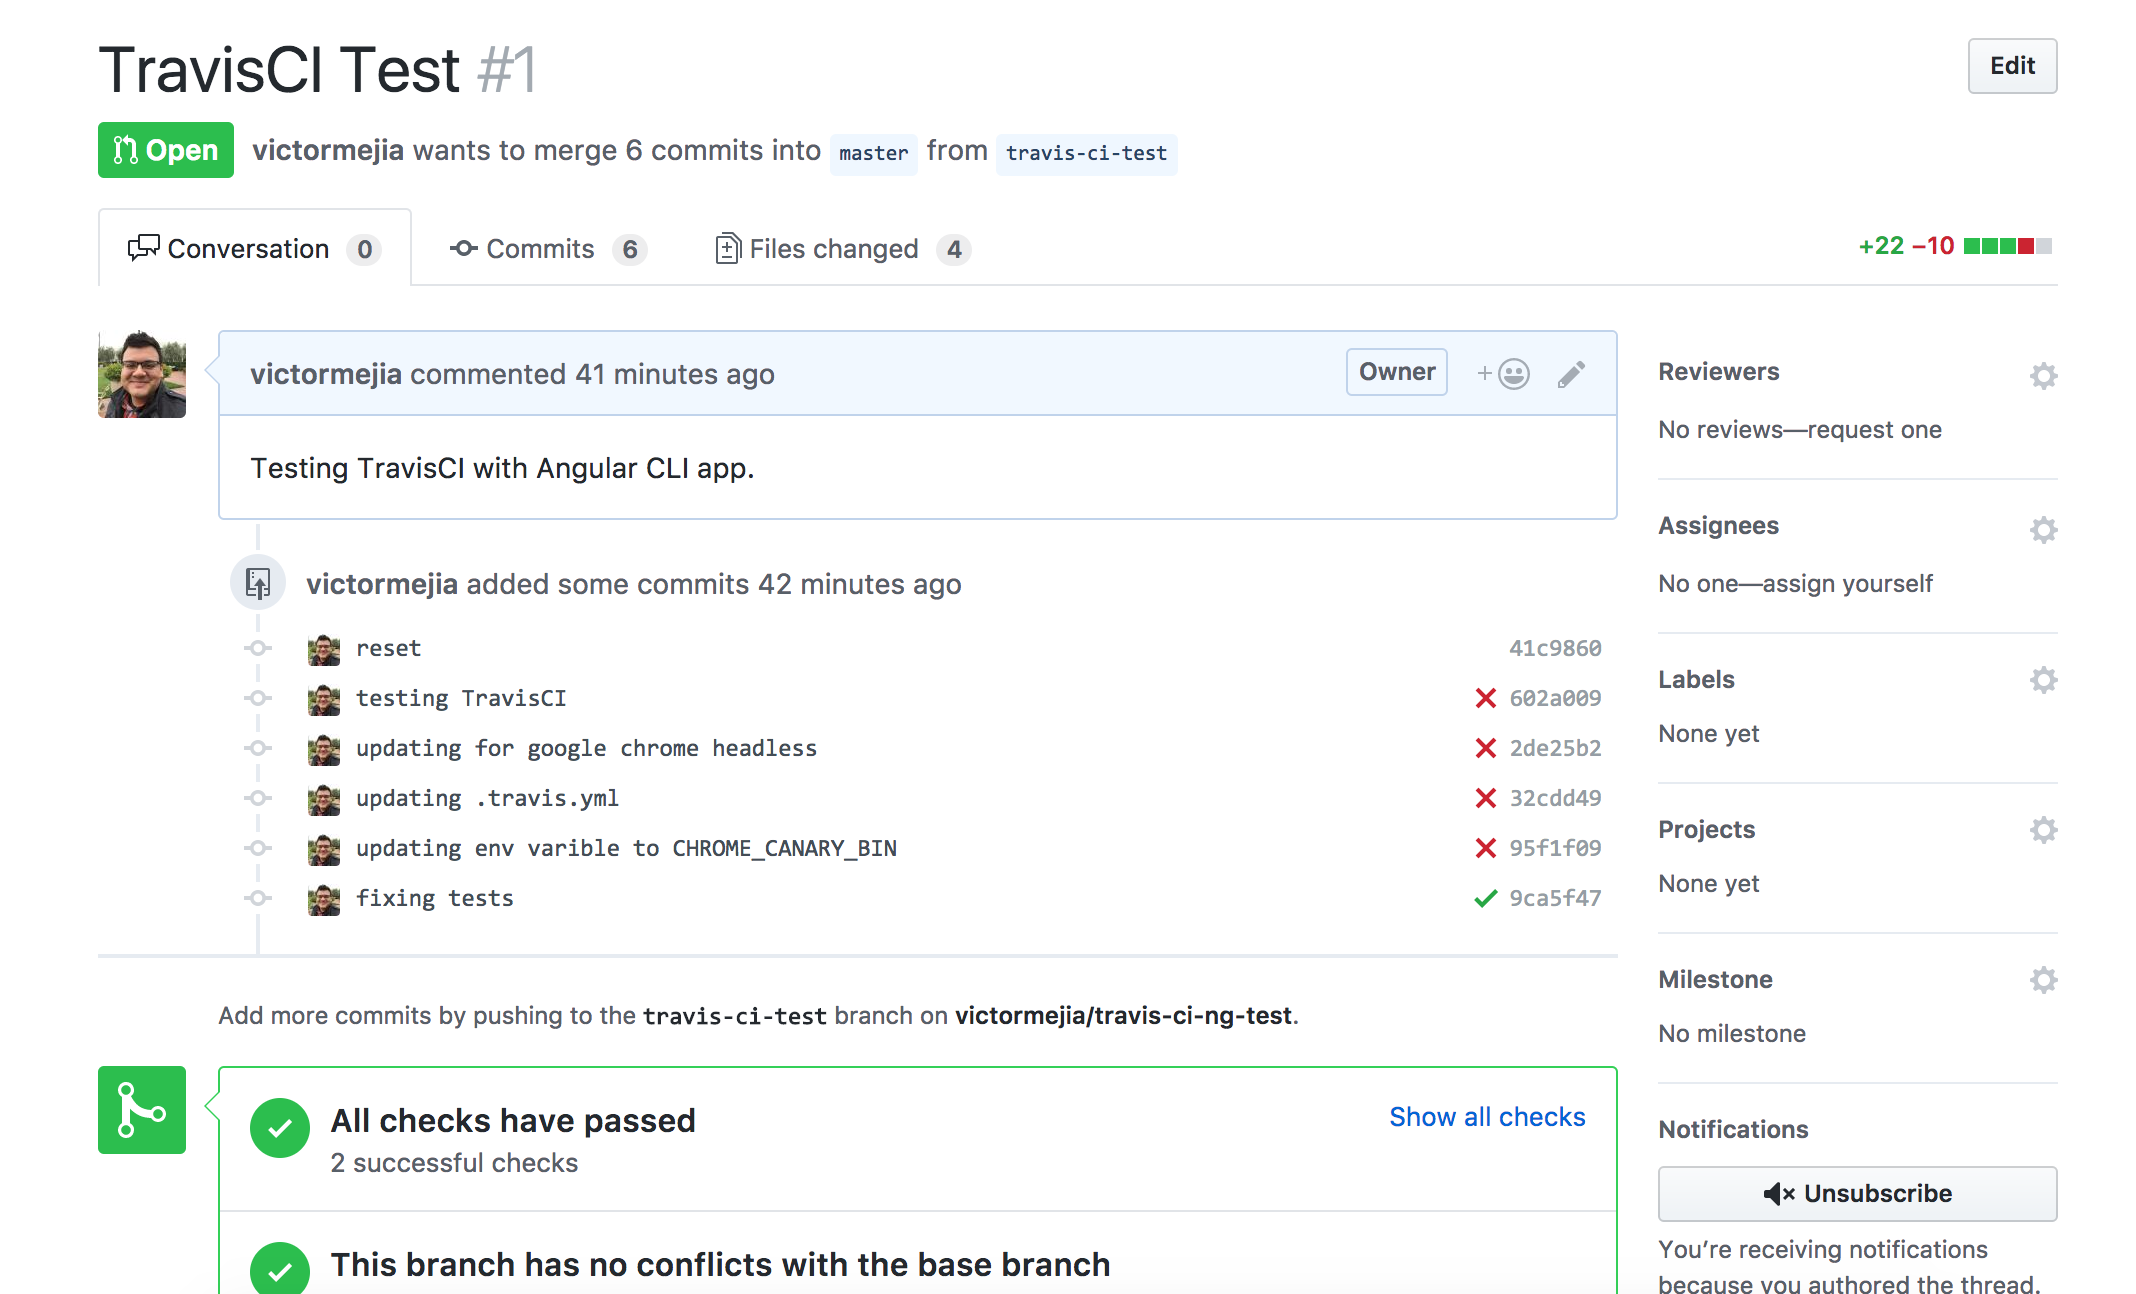 TravisCI Test #1
Edit
Open victormejia wants to merge 6 commits into master from travis-ci-test
Conversation 0 Commits 6 Files changed 4
+22 −10
victormejia commented 41 minutes ago
Owner
Testing TravisCI with Angular CLI app.
victormejia added some commits 42 minutes ago
reset 41c9860
testing TravisCI 602a009
updating for google chrome headless 2de25b2
updating .travis.yml 32cdd49
updating env varible to CHROME_CANARY_BIN 95f1f09
fixing tests 9ca5f47
Add more commits by pushing to the travis-ci-test branch on victormejia/travis-ci-ng-test.
All checks have passed
Show all checks
2 successful checks
This branch has no conflicts with the base branch
Reviewers
No reviews—request one
Assignees
No one—assign yourself
Labels
None yet
Projects
None yet
Milestone
No milestone
Notifications
Unsubscribe
You’re receiving notifications
because you authored the thread.